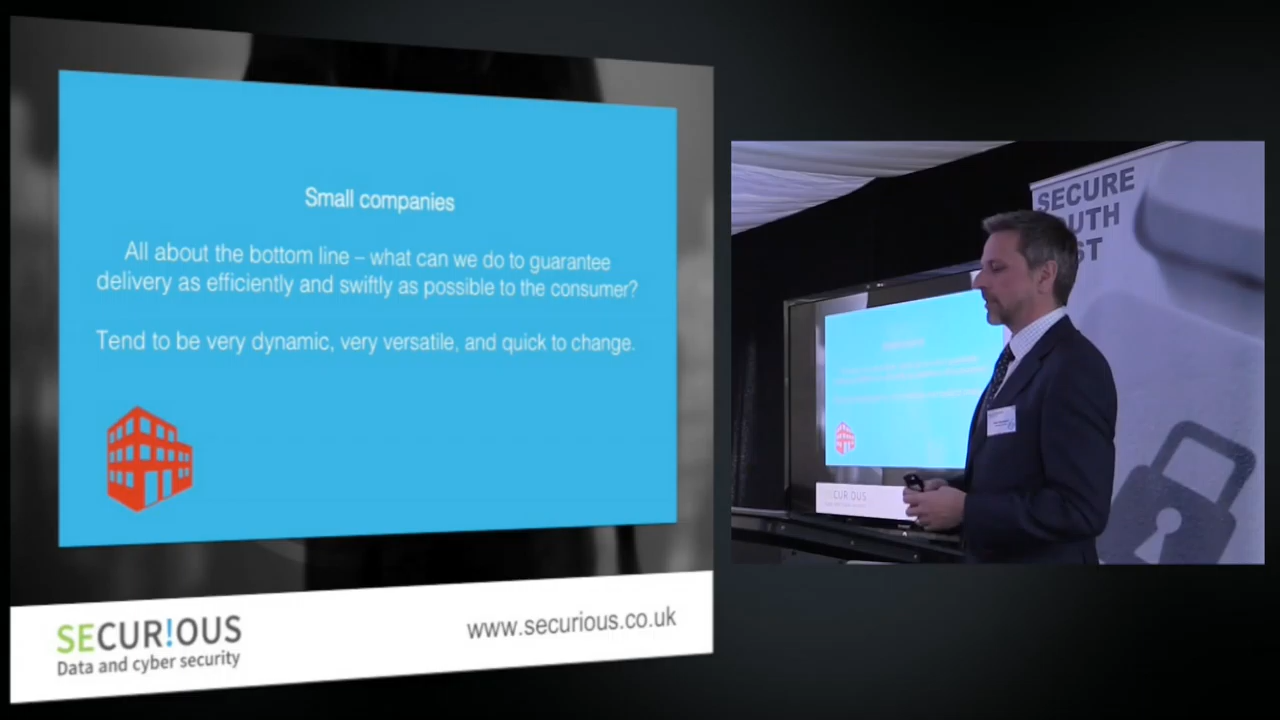 Small companies
All about the bottom line – what can we do to guarantee
delivery as efficiently and swiftly as possible to the consumer?
Tend to be very dynamic, very versatile, and quick to change.
SECUR!OUS
Data and cyber security
www.securious.co.uk
SECURE
UTH
ST
CUR OUS